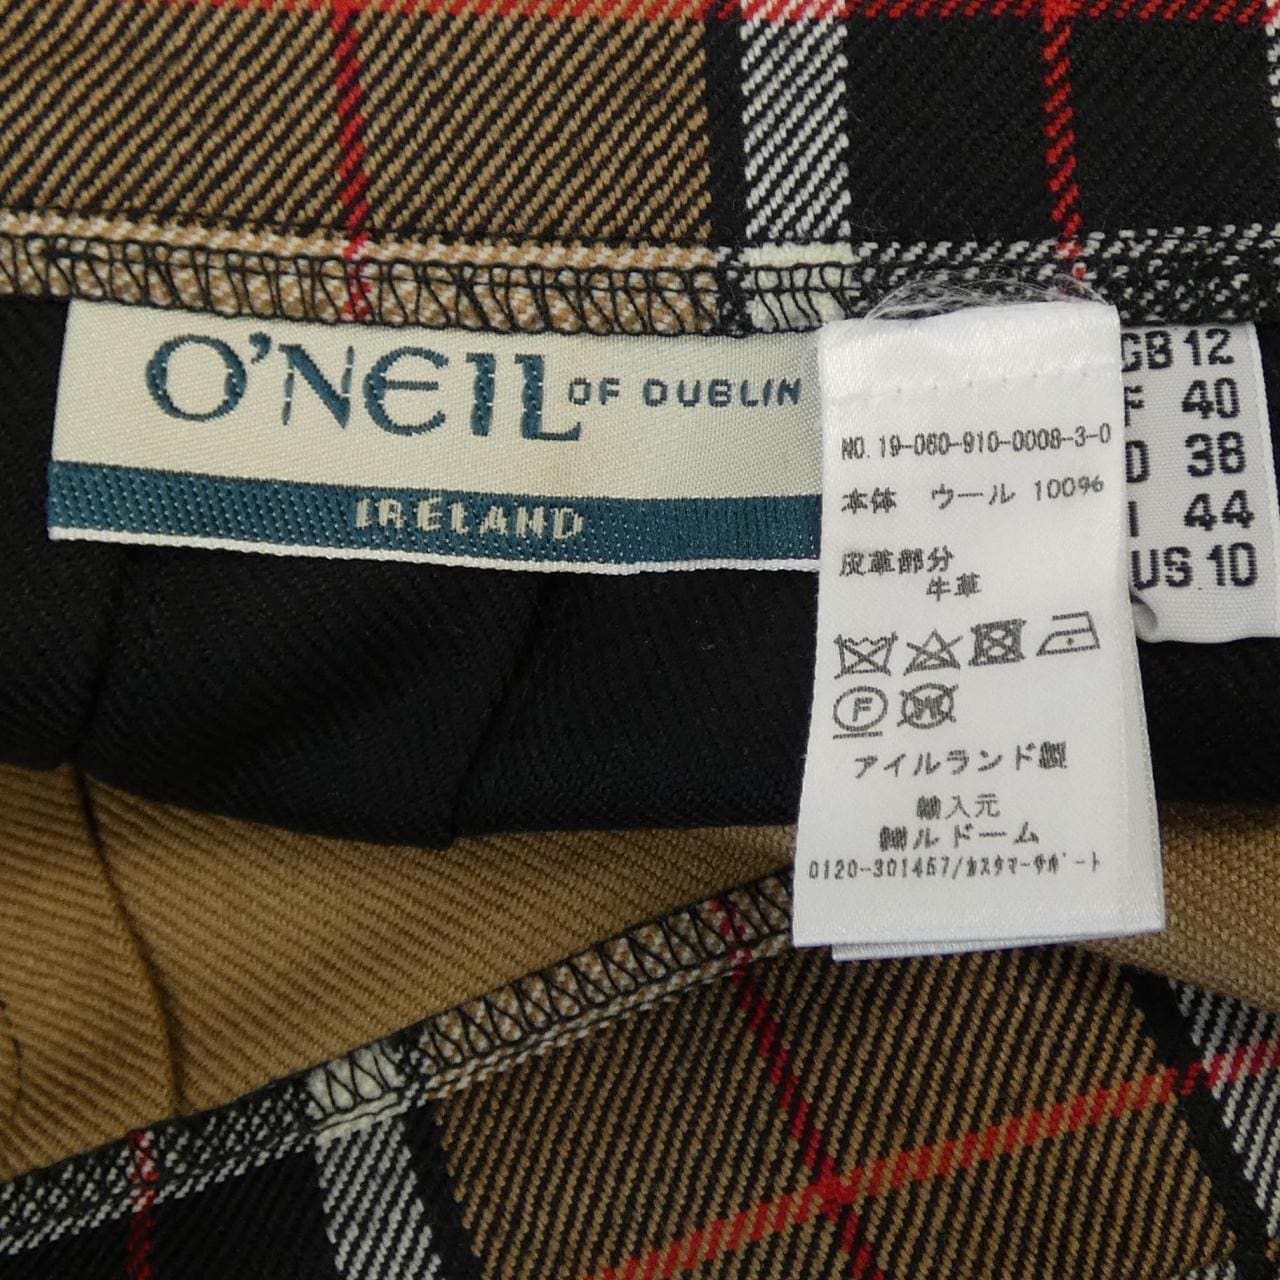 O'NEIL OF DUBLIN
IRELAND
GB 12
F 40
D 38
I 44
US 10
NO. 19-060-910-0008-3-0
本体 ウール 100%
皮革部分
牛革
F
W
アイルランド製
輸入元
㈱ルドーム
0120-301457/カスタマーサポート